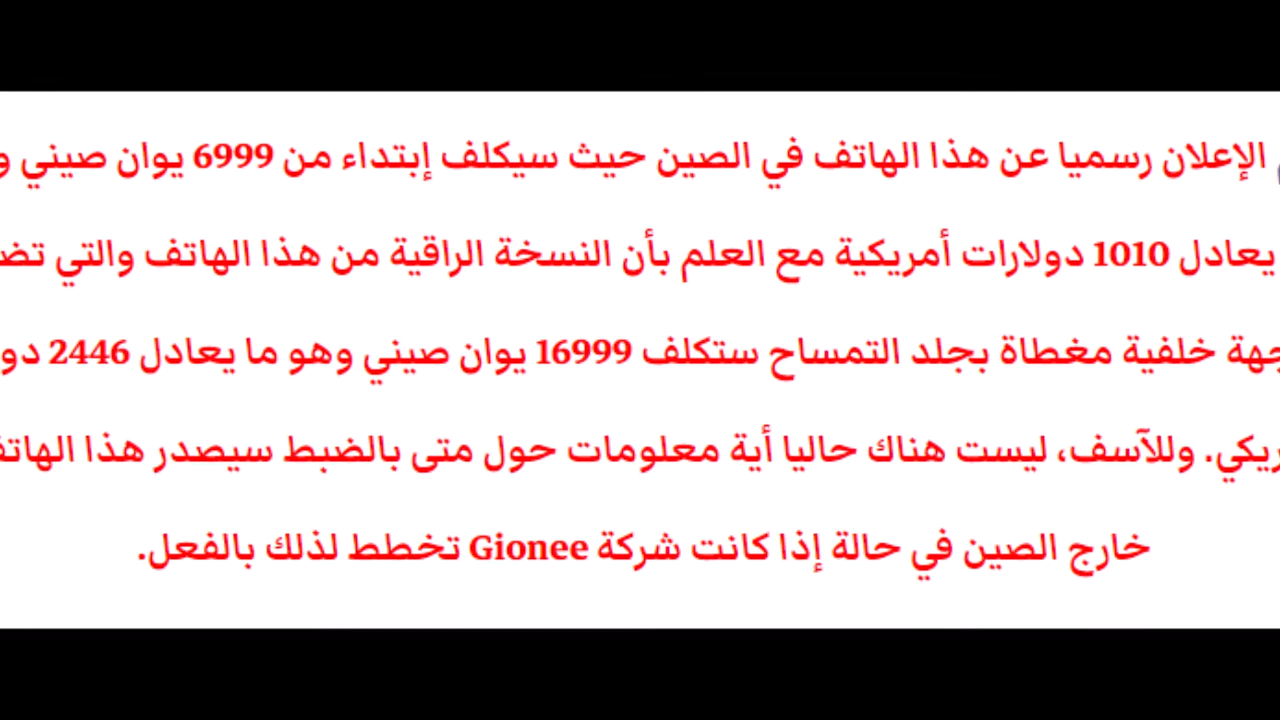 الإعلان رسميا عن هذا الهاتف في الصين حيث سيكلف إبتداء من 6999 يوان صيني و
يعادل 1010 دولارات أمريكية مع العلم بأن النسخة الراقية من هذا الهاتف والتي تض
جهة خلفية مغطاة بجلد التمساح ستكلف 16999 يوان صيني وهو ما يعادل 2446 دو
ريكي. وللآسف، ليست هناك حاليا أية معلومات حول متى بالضبط سيصدر هذا الهاتف
خارج الصين في حالة إذا كانت شركة Gionee تخطط لذلك بالفعل.